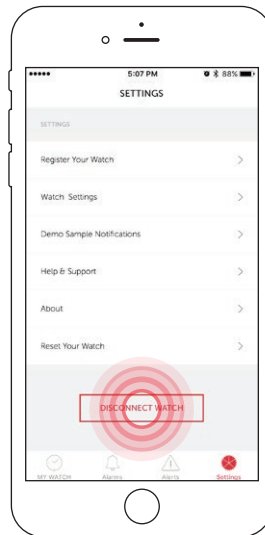 5:07 PM 88%
SETTINGS
SETTINGS
Register Your Watch
Watch Settings
Demo Sample Notifications
Help & Support
About
Reset Your Watch
DISCONNECT WATCH
MY WATCH Alarms Alerts Settings